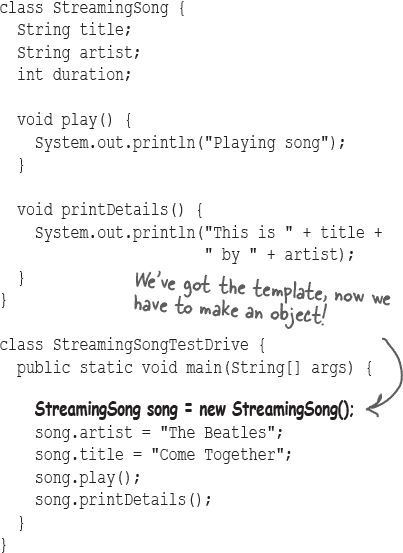 class StreamingSong {
  String title;
  String artist;
  int duration;
  void play() {
    System.out.println("Playing song");
  }
  void printDetails() {
    System.out.println("This is " + title +
                       " by " + artist);
  }
}
We've got the template, now we
have to make an object!
class StreamingSongTestDrive {
  public static void main(String[] args) {
    StreamingSong song = new StreamingSong();
    song.artist = "The Beatles";
    song.title = "Come Together";
    song.play();
    song.printDetails();
  }
}